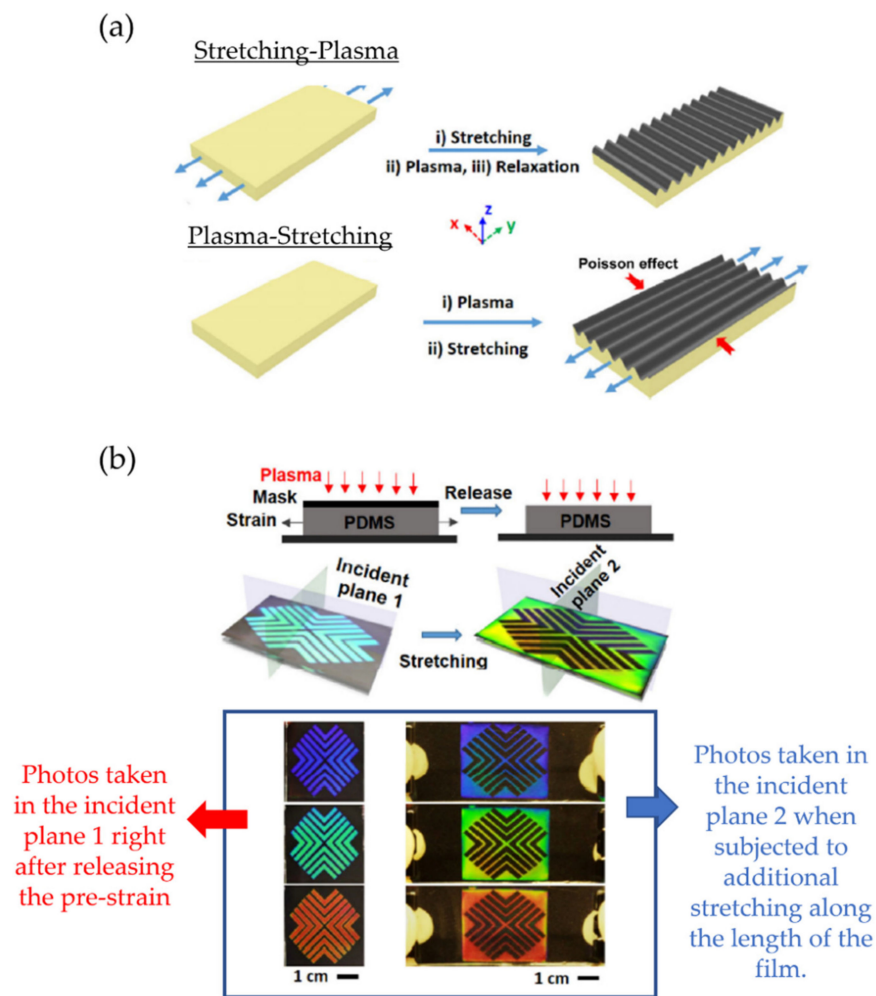 (a)
Stretching-Plasma
i) Stretching
ii) Plasma, iii) Relaxation
z
x
y
Plasma-Stretching
Poisson effect
i) Plasma
ii) Stretching
(b)
Plasma
Mask
Release
Strain
PDMS
PDMS
Incident
plane 1
Incident
plane 2
Stretching
Photos taken
in the incident
plane 1 right
after releasing
the pre-strain
Photos taken in
the incident
plane 2 when
subjected to
additional
stretching along
the length of the
film.
1 cm
1 cm